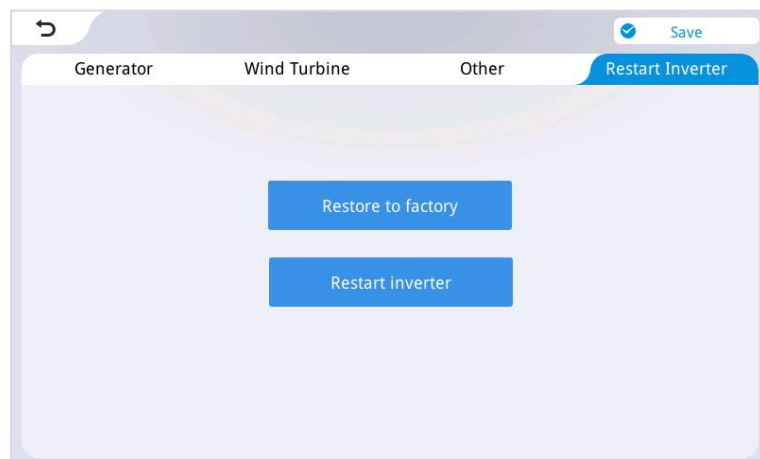 Save
Generator Wind Turbine Other Restart Inverter
Restore to factory
Restart inverter